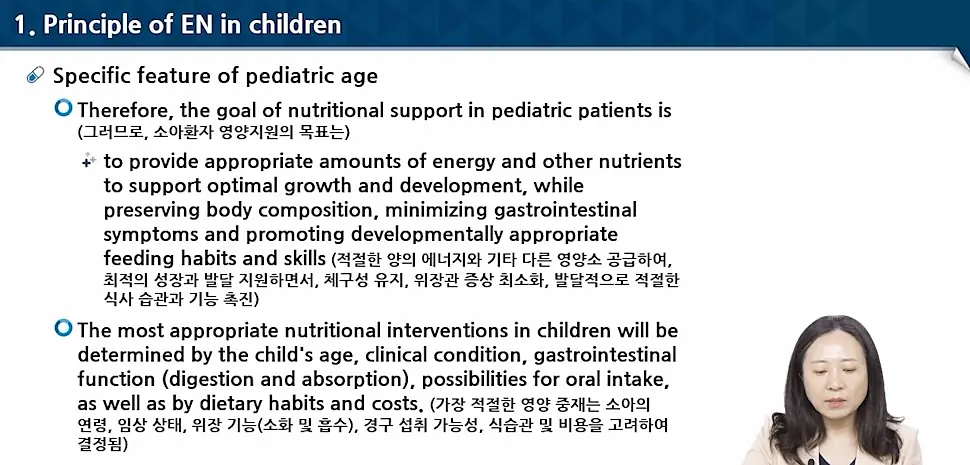 1. Principle of EN in children
Specific feature of pediatric age
Therefore, the goal of nutritional support in pediatric patients is
(그러므로, 소아환자 영양지원의 목표는)
to provide appropriate amounts of energy and other nutrients
to support optimal growth and development, while
preserving body composition, minimizing gastrointestinal
symptoms and promoting developmentally appropriate
feeding habits and skills (적절한 양의 에너지와 기타 다른 영양소 공급하여,
최적의 성장과 발달 지원하면서, 체구성 유지, 위장관 증상 최소화, 발달적으로 적절한
식사 습관과 기능 촉진)
The most appropriate nutritional interventions in children will be
determined by the child's age, clinical condition, gastrointestinal
function (digestion and absorption), possibilities for oral intake,
as well as by dietary habits and costs. (가장 적절한 영양 중재는 소아의
연령, 임상 상태, 위장 기능(소화 및 흡수), 경구 섭취 가능성, 식습관 및 비용을 고려하여
결정됨)